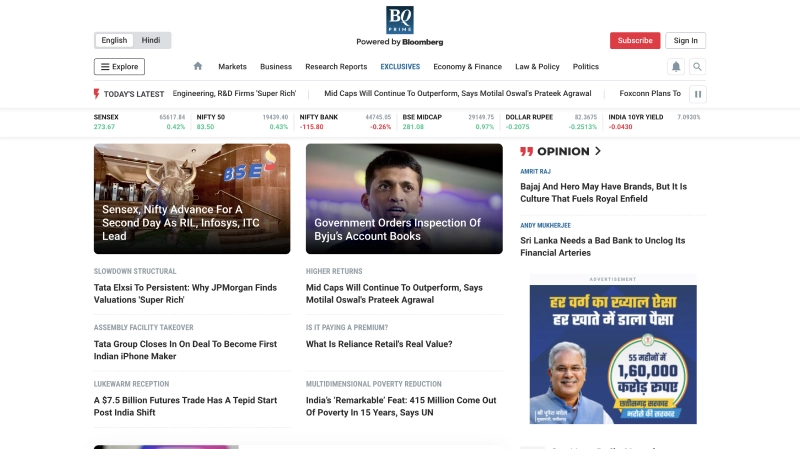 BQ
PRIME
Powered by Bloomberg
English
Hindi
Subscribe
Sign In
Explore
Markets
Business
Research Reports
EXCLUSIVES
Economy & Finance
Law & Policy
Politics
TODAY'S LATEST
Engineering, R&D Firms 'Super Rich'
Mid Caps Will Continue To Outperform, Says Motilal Oswal's Prateek Agrawal
Foxconn Plans To
SENSEX 65617.84
273.67 0.42%
NIFTY 50 19439.40
83.50 0.43%
NIFTY BANK 44745.05
-115.80 -0.26%
BSE MIDCAP 29149.75
281.08 0.97%
DOLLAR RUPEE 82.3675
-0.2075 -0.2513%
INDIA 10YR YIELD 7.0930%
-0.0430
BSE
Sensex, Nifty Advance For A
Second Day As RIL, Infosys, ITC
Lead
Government Orders Inspection Of
Byju's Account Books
SLOWDOWN STRUCTURAL
Tata Elxsi To Persistent: Why JPMorgan Finds
Valuations 'Super Rich'
HIGHER RETURNS
Mid Caps Will Continue To Outperform, Says
Motilal Oswal's Prateek Agrawal
ASSEMBLY FACILITY TAKEOVER
Tata Group Closes In On Deal To Become First
Indian iPhone Maker
IS IT PAYING A PREMIUM?
What Is Reliance Retail's Real Value?
LUKEWARM RECEPTION
A $7.5 Billion Futures Trade Has A Tepid Start
Post India Shift
MULTIDIMENSIONAL POVERTY REDUCTION
India's 'Remarkable' Feat: 415 Million Come Out
Of Poverty In 15 Years, Says UN
OPINION
AMRIT RAJ
Bajaj And Hero May Have Brands, But It Is
Culture That Fuels Royal Enfield
ANDY MUKHERJEE
Sri Lanka Needs a Bad Bank to Unclog Its
Financial Arteries
ADVERTISEMENT
हर वर्ग का ख्याल ऐसा
हर खाते में डाला पैसा
55 महीनों में
1,60,000
करोड़ रुपए
छत्तीसगढ़ सरकार
भरोसे की सरकार